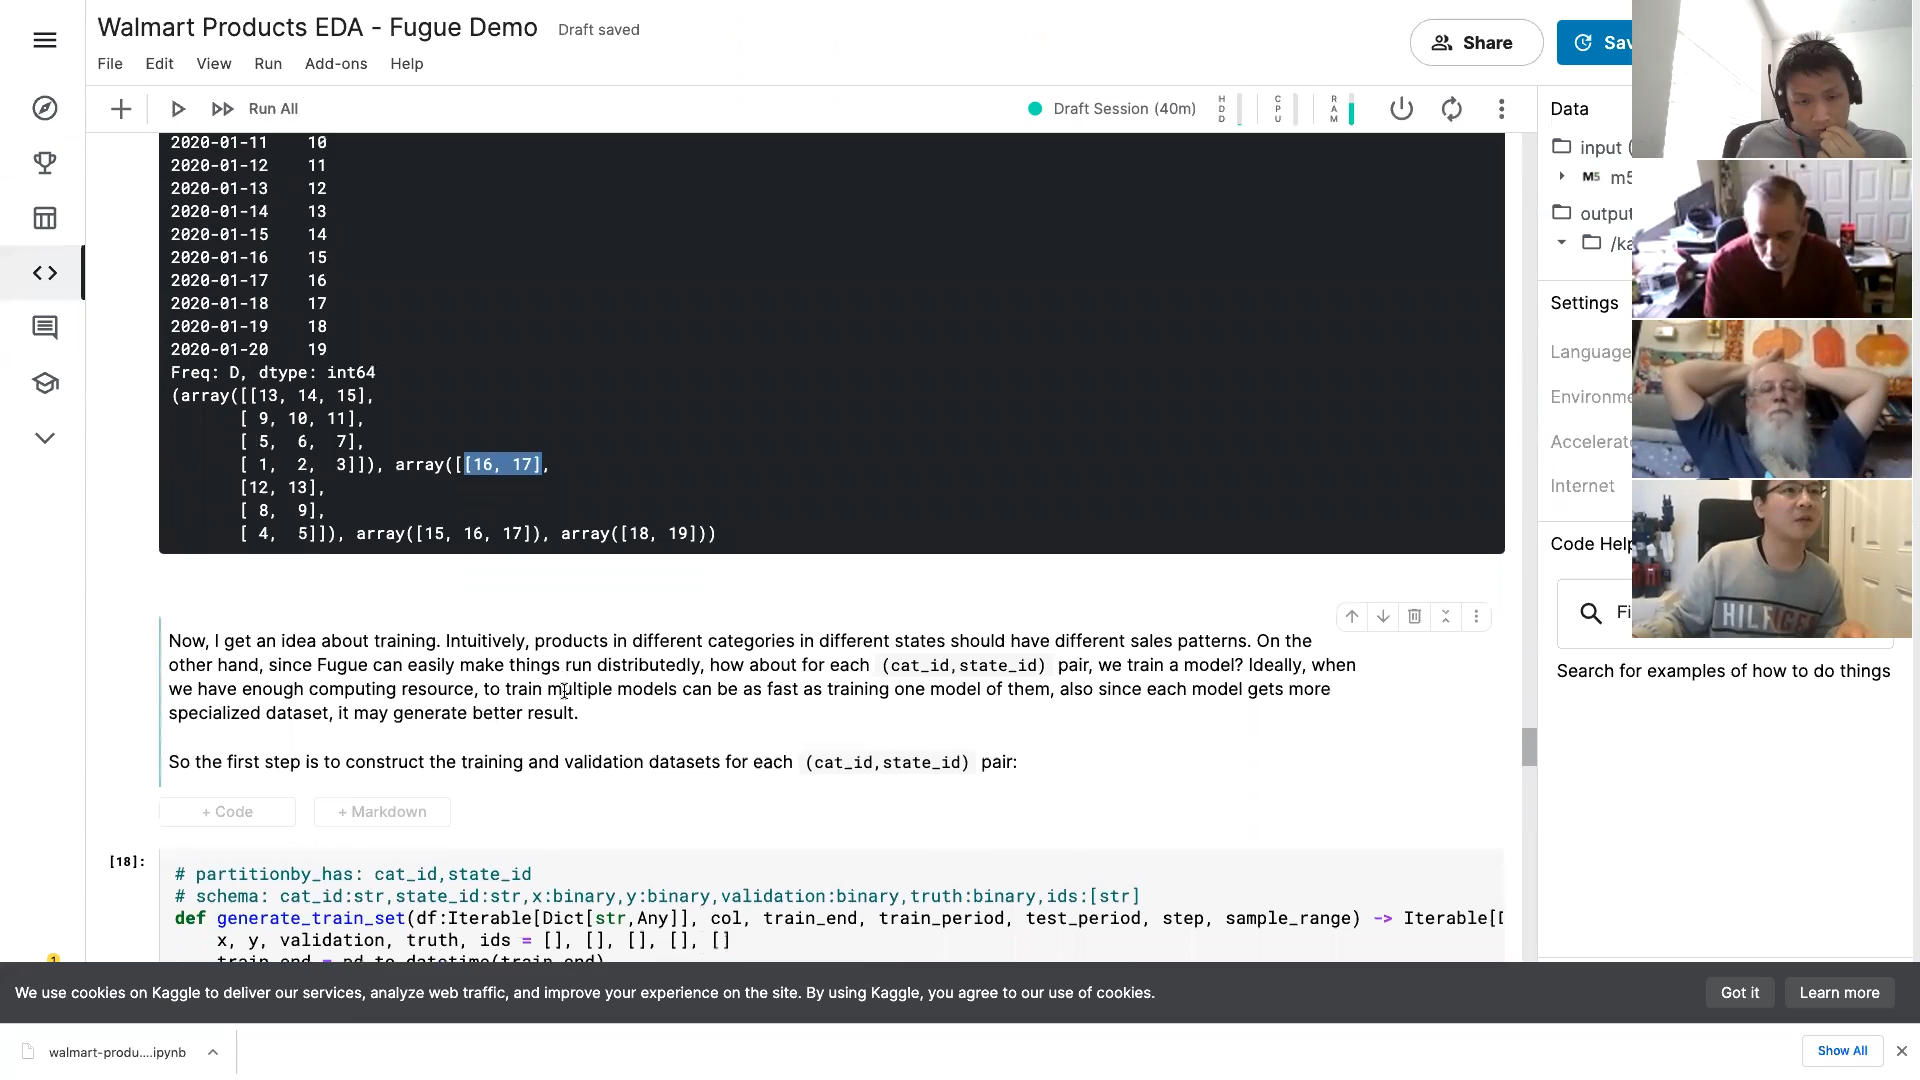 Walmart Products EDA - Fugue Demo Draft saved
File Edit View Run Add-ons Help
Share
Sav
Run All
Draft Session (40m)
HDD
CPU
RAM
2020-01-11 10
2020-01-12 11
2020-01-13 12
2020-01-14 13
2020-01-15 14
2020-01-16 15
2020-01-17 16
2020-01-18 17
2020-01-19 18
2020-01-20 19
Freq: D, dtype: int64
(array([[13, 14, 15],
[ 9, 10, 11],
[ 5, 6, 7],
[ 1, 2, 3]]), array([[16, 17],
[12, 13],
[ 8, 9],
[ 4, 5]]), array([15, 16, 17]), array([18, 19]))
Now, I get an idea about training. Intuitively, products in different categories in different states should have different sales patterns. On the
other hand, since Fugue can easily make things run distributedly, how about for each (cat_id,state_id) pair, we train a model? Ideally, when
we have enough computing resource, to train multiple models can be as fast as training one model of them, also since each model gets more
specialized dataset, it may generate better result.
So the first step is to construct the training and validation datasets for each (cat_id,state_id) pair:
+ Code + Markdown
[18]:
# partitionby_has: cat_id,state_id
# schema: cat_id:str,state_id:str,x:binary,y:binary,validation:binary,truth:binary,ids:[str]
def generate_train_set(df:Iterable[Dict[str,Any]], col, train_end, train_period, test_period, step, sample_range) -> Iterable[D
x, y, validation, truth, ids = [], [], [], [], []
train_end = pd.to_datetime(train_end)
Data
input (
M5 m5
output
/ka
Settings
Language
Environme
Accelerato
Internet
Code Help
Fi
Search for examples of how to do things
HILFIGER
1
We use cookies on Kaggle to deliver our services, analyze web traffic, and improve your experience on the site. By using Kaggle, you agree to our use of cookies.
Got it
Learn more
walmart-produ....ipynb
Show All